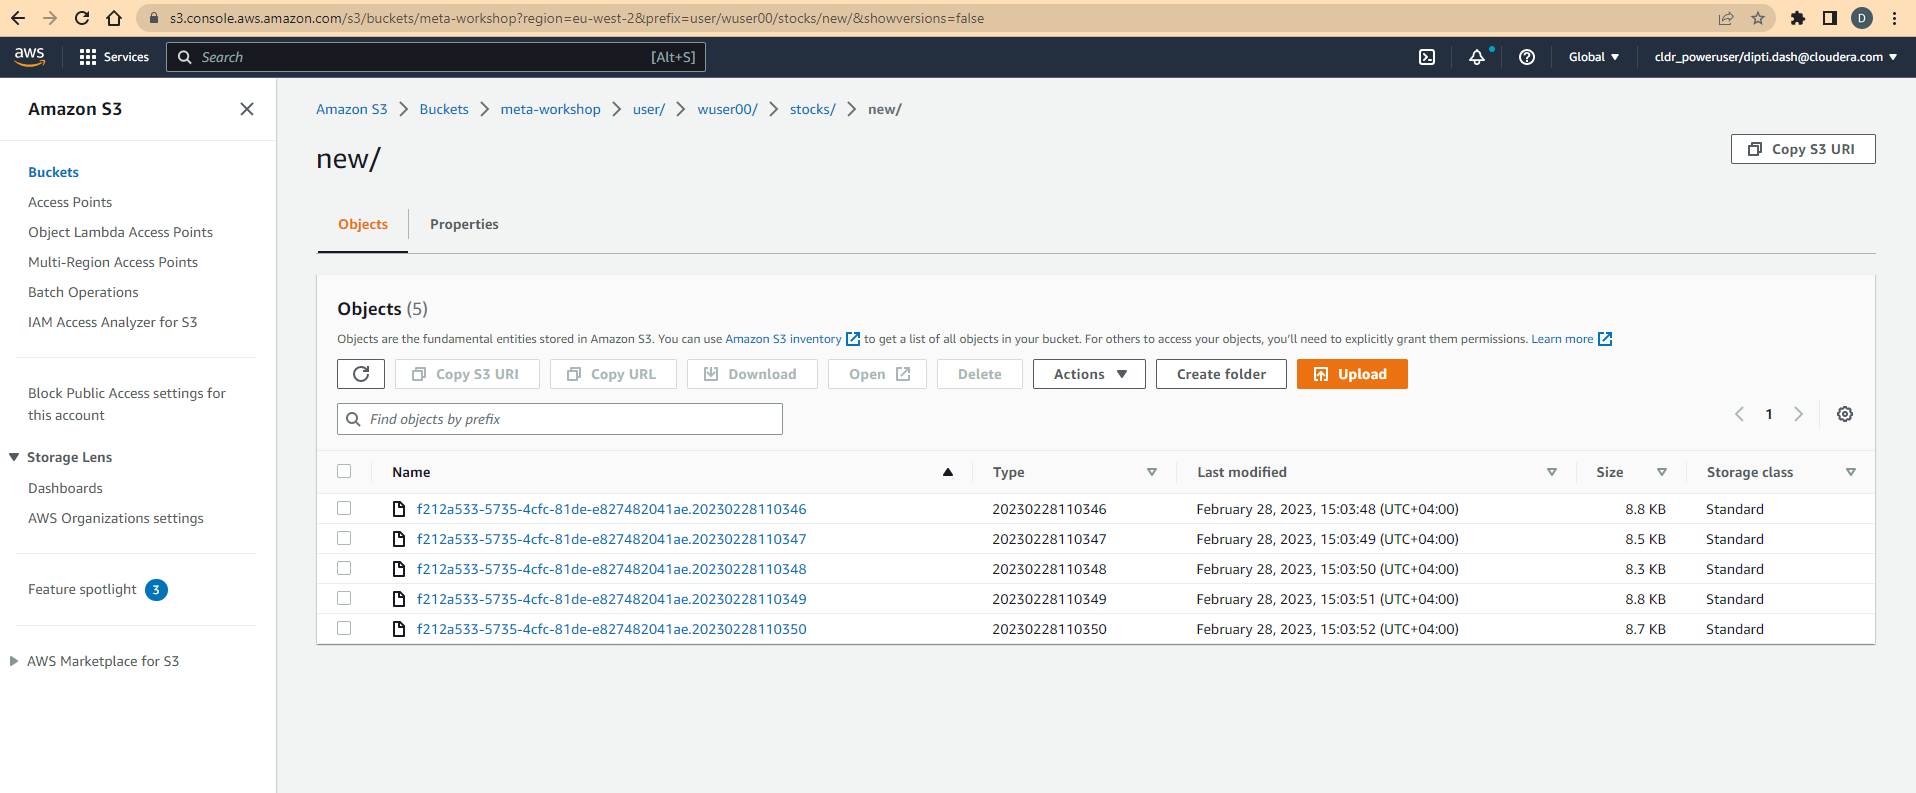 s3.console.aws.amazon.com/s3/buckets/meta-workshop?region=eu-west-2&prefix=user/wuser00/stocks/new/&showversions=false
D
aws Services Search [Alt+S] Global cldr_poweruser/dipti.dash@cloudera.com
Amazon S3
Buckets
Access Points
Object Lambda Access Points
Multi-Region Access Points
Batch Operations
IAM Access Analyzer for S3
Block Public Access settings for
this account
Storage Lens
Dashboards
AWS Organizations settings
Feature spotlight 3
AWS Marketplace for S3
Amazon S3 Buckets meta-workshop user/ wuser00/ stocks/ new/
new/
Copy S3 URI
Objects Properties
Objects (5)
Objects are the fundamental entities stored in Amazon S3. You can use Amazon S3 inventory to get a list of all objects in your bucket. For others to access your objects, you'll need to explicitly grant them permissions. Learn more
Copy S3 URI Copy URL Download Open Delete Actions Create folder Upload
Find objects by prefix
1
Name Type Last modified Size Storage class
f212a533-5735-4cfc-81de-e827482041ae.20230228110346 20230228110346 February 28, 2023, 15:03:48 (UTC+04:00) 8.8 KB Standard
f212a533-5735-4cfc-81de-e827482041ae.20230228110347 20230228110347 February 28, 2023, 15:03:49 (UTC+04:00) 8.5 KB Standard
f212a533-5735-4cfc-81de-e827482041ae.20230228110348 20230228110348 February 28, 2023, 15:03:50 (UTC+04:00) 8.3 KB Standard
f212a533-5735-4cfc-81de-e827482041ae.20230228110349 20230228110349 February 28, 2023, 15:03:51 (UTC+04:00) 8.8 KB Standard
f212a533-5735-4cfc-81de-e827482041ae.20230228110350 20230228110350 February 28, 2023, 15:03:52 (UTC+04:00) 8.7 KB Standard